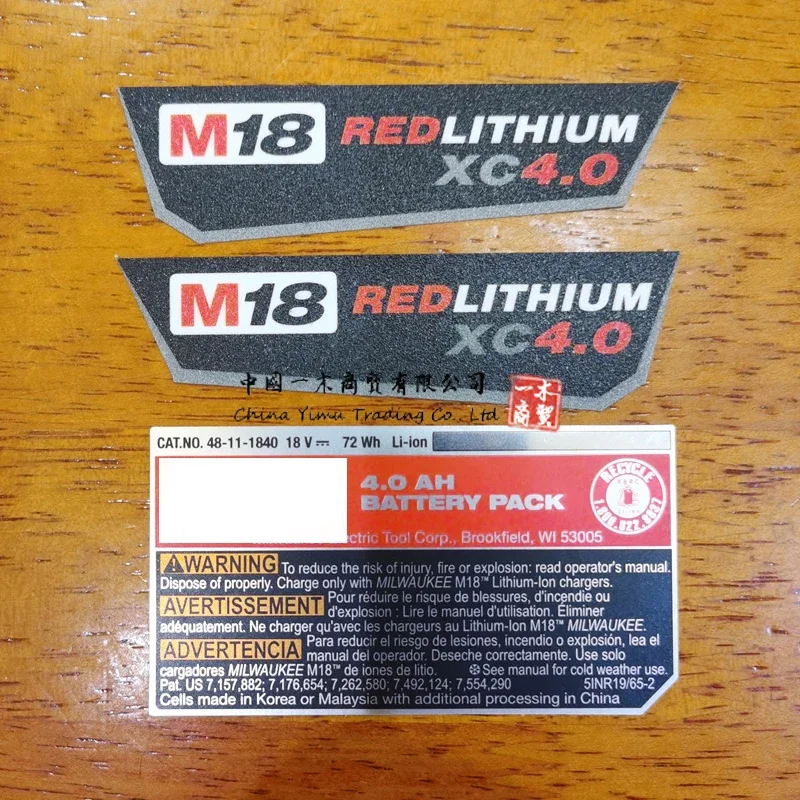 M18 REDLITHIUM
XC4.0
M18 REDLITHIUM
XC4.0
中國一木商贸有限公司
China Yimu Trading Co., Ltd
一木
商贸
CAT.NO. 48-11-1840 18 V⎓ 72 Wh Li-ion
4.0 AH
BATTERY PACK
RECYCLE
1.800.822.8837
Electric Tool Corp., Brookfield, WI 53005
⚠WARNING To reduce the risk of injury, fire or explosion: read operator's manual.
Dispose of properly. Charge only with MILWAUKEE M18™ Lithium-Ion chargers.
AVERTISSEMENT Pour réduire le risque de blessures, d'incendie ou
d'explosion : Lire le manuel d'utilisation. Éliminer
adéquatement. Ne charger qu'avec les chargeurs au Lithium-Ion M18™ MILWAUKEE.
ADVERTENCIA Para reducir el riesgo de lesiones, incendio o explosión, lea el
manual del operador. Deseche correctamente. Use solo
cargadores MILWAUKEE M18™ de iones de litio. ❄See manual for cold weather use.
Pat. US 7,157,882; 7,176,654; 7,262,580; 7,492,124; 7,554,290 5INR19/65-2
Cells made in Korea or Malaysia with additional processing in China